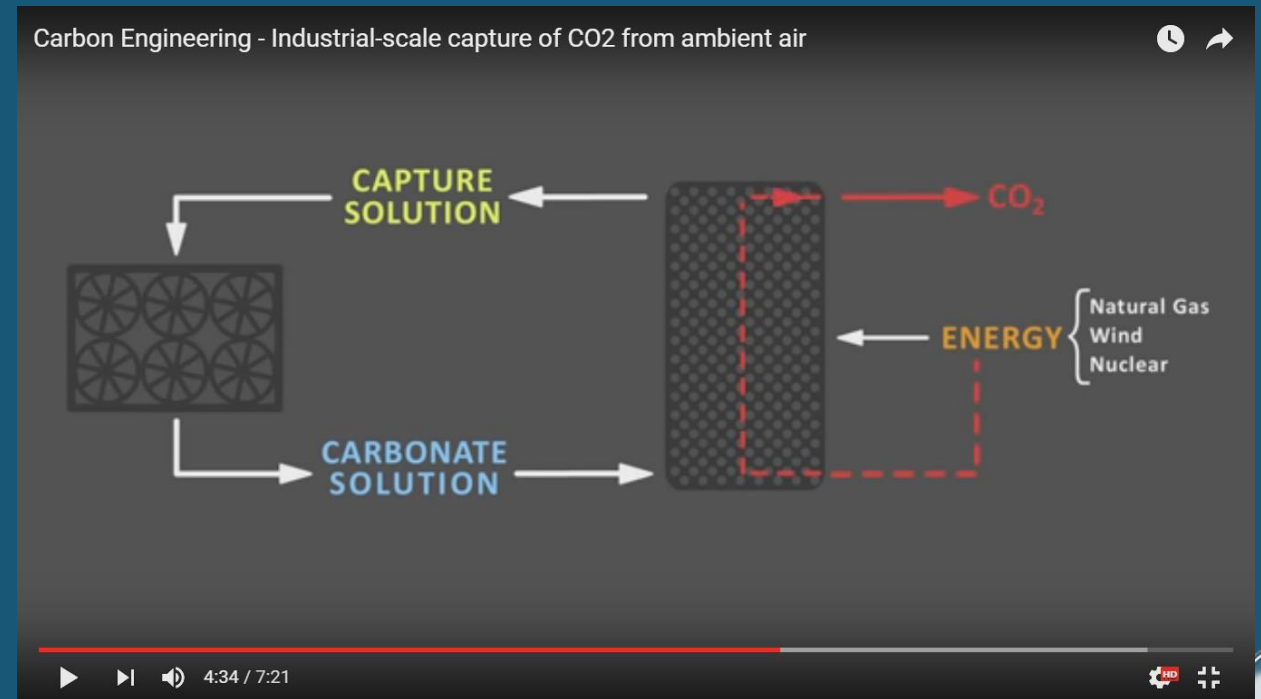 Carbon Engineering - Industrial-scale capture of CO2 from ambient air
CAPTURE
SOLUTION
CO₂
ENERGY
Natural Gas
Wind
Nuclear
CARBONATE
SOLUTION
4:34 / 7:21
HD